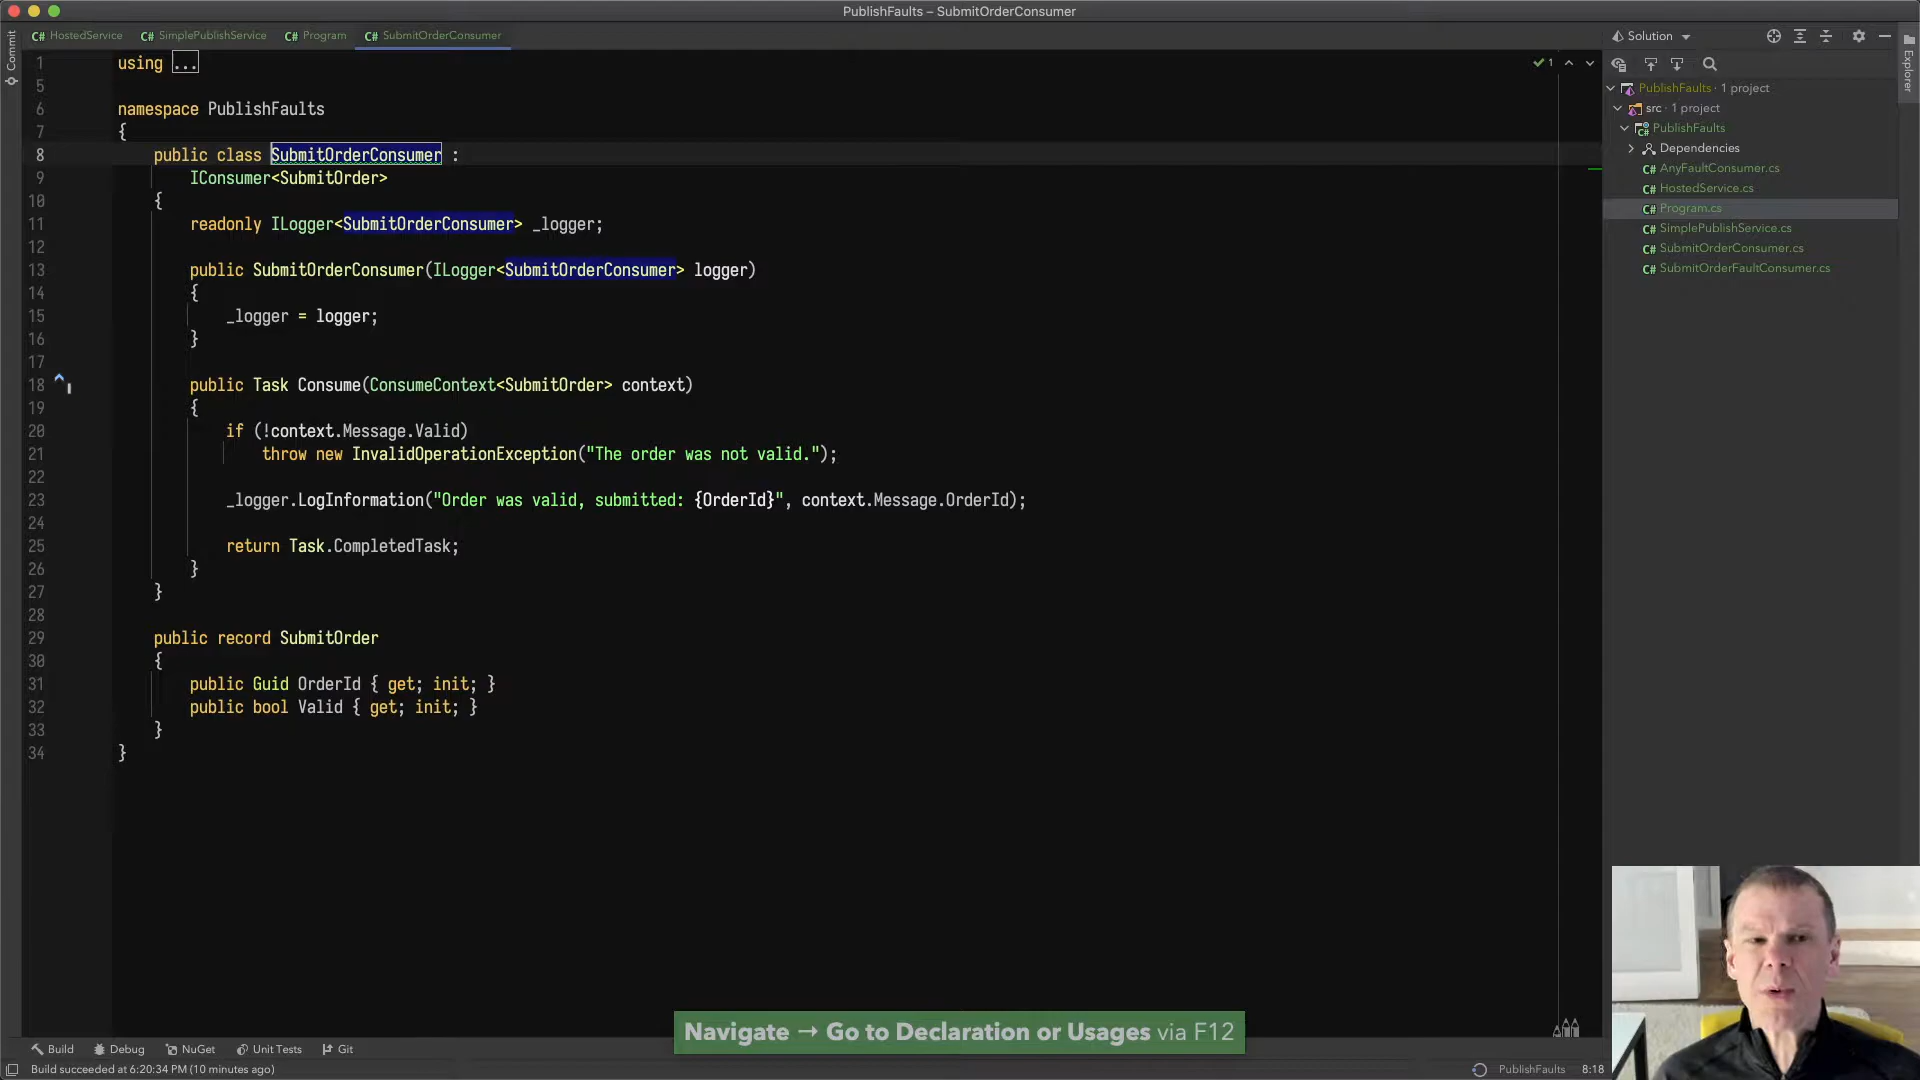 PublishFaults – SubmitOrderConsumer
Commit
C# HostedService
C# SimplePublishService
C# Program
C# SubmitOrderConsumer
1 using ...
5
6 namespace PublishFaults
7 {
8 public class SubmitOrderConsumer :
9 IConsumer<SubmitOrder>
10 {
11 readonly ILogger<SubmitOrderConsumer> _logger;
12
13 public SubmitOrderConsumer(ILogger<SubmitOrderConsumer> logger)
14 {
15 _logger = logger;
16 }
17
18 public Task Consume(ConsumeContext<SubmitOrder> context)
19 {
20 if (!context.Message.Valid)
21 throw new InvalidOperationException("The order was not valid.");
22
23 _logger.LogInformation("Order was valid, submitted: {OrderId}", context.Message.OrderId);
24
25 return Task.CompletedTask;
26 }
27 }
28
29 public record SubmitOrder
30 {
31 public Guid OrderId { get; init; }
32 public bool Valid { get; init; }
33 }
34 }
1
Solution
Explorer
PublishFaults · 1 project
src · 1 project
PublishFaults
Dependencies
C# AnyFaultConsumer.cs
C# HostedService.cs
C# Program.cs
C# SimplePublishService.cs
C# SubmitOrderConsumer.cs
C# SubmitOrderFaultConsumer.cs
Navigate → Go to Declaration or Usages via F12
Build
Debug
NuGet
Unit Tests
Git
Build succeeded at 6:20:34 PM (10 minutes ago)
PublishFaults
8:18